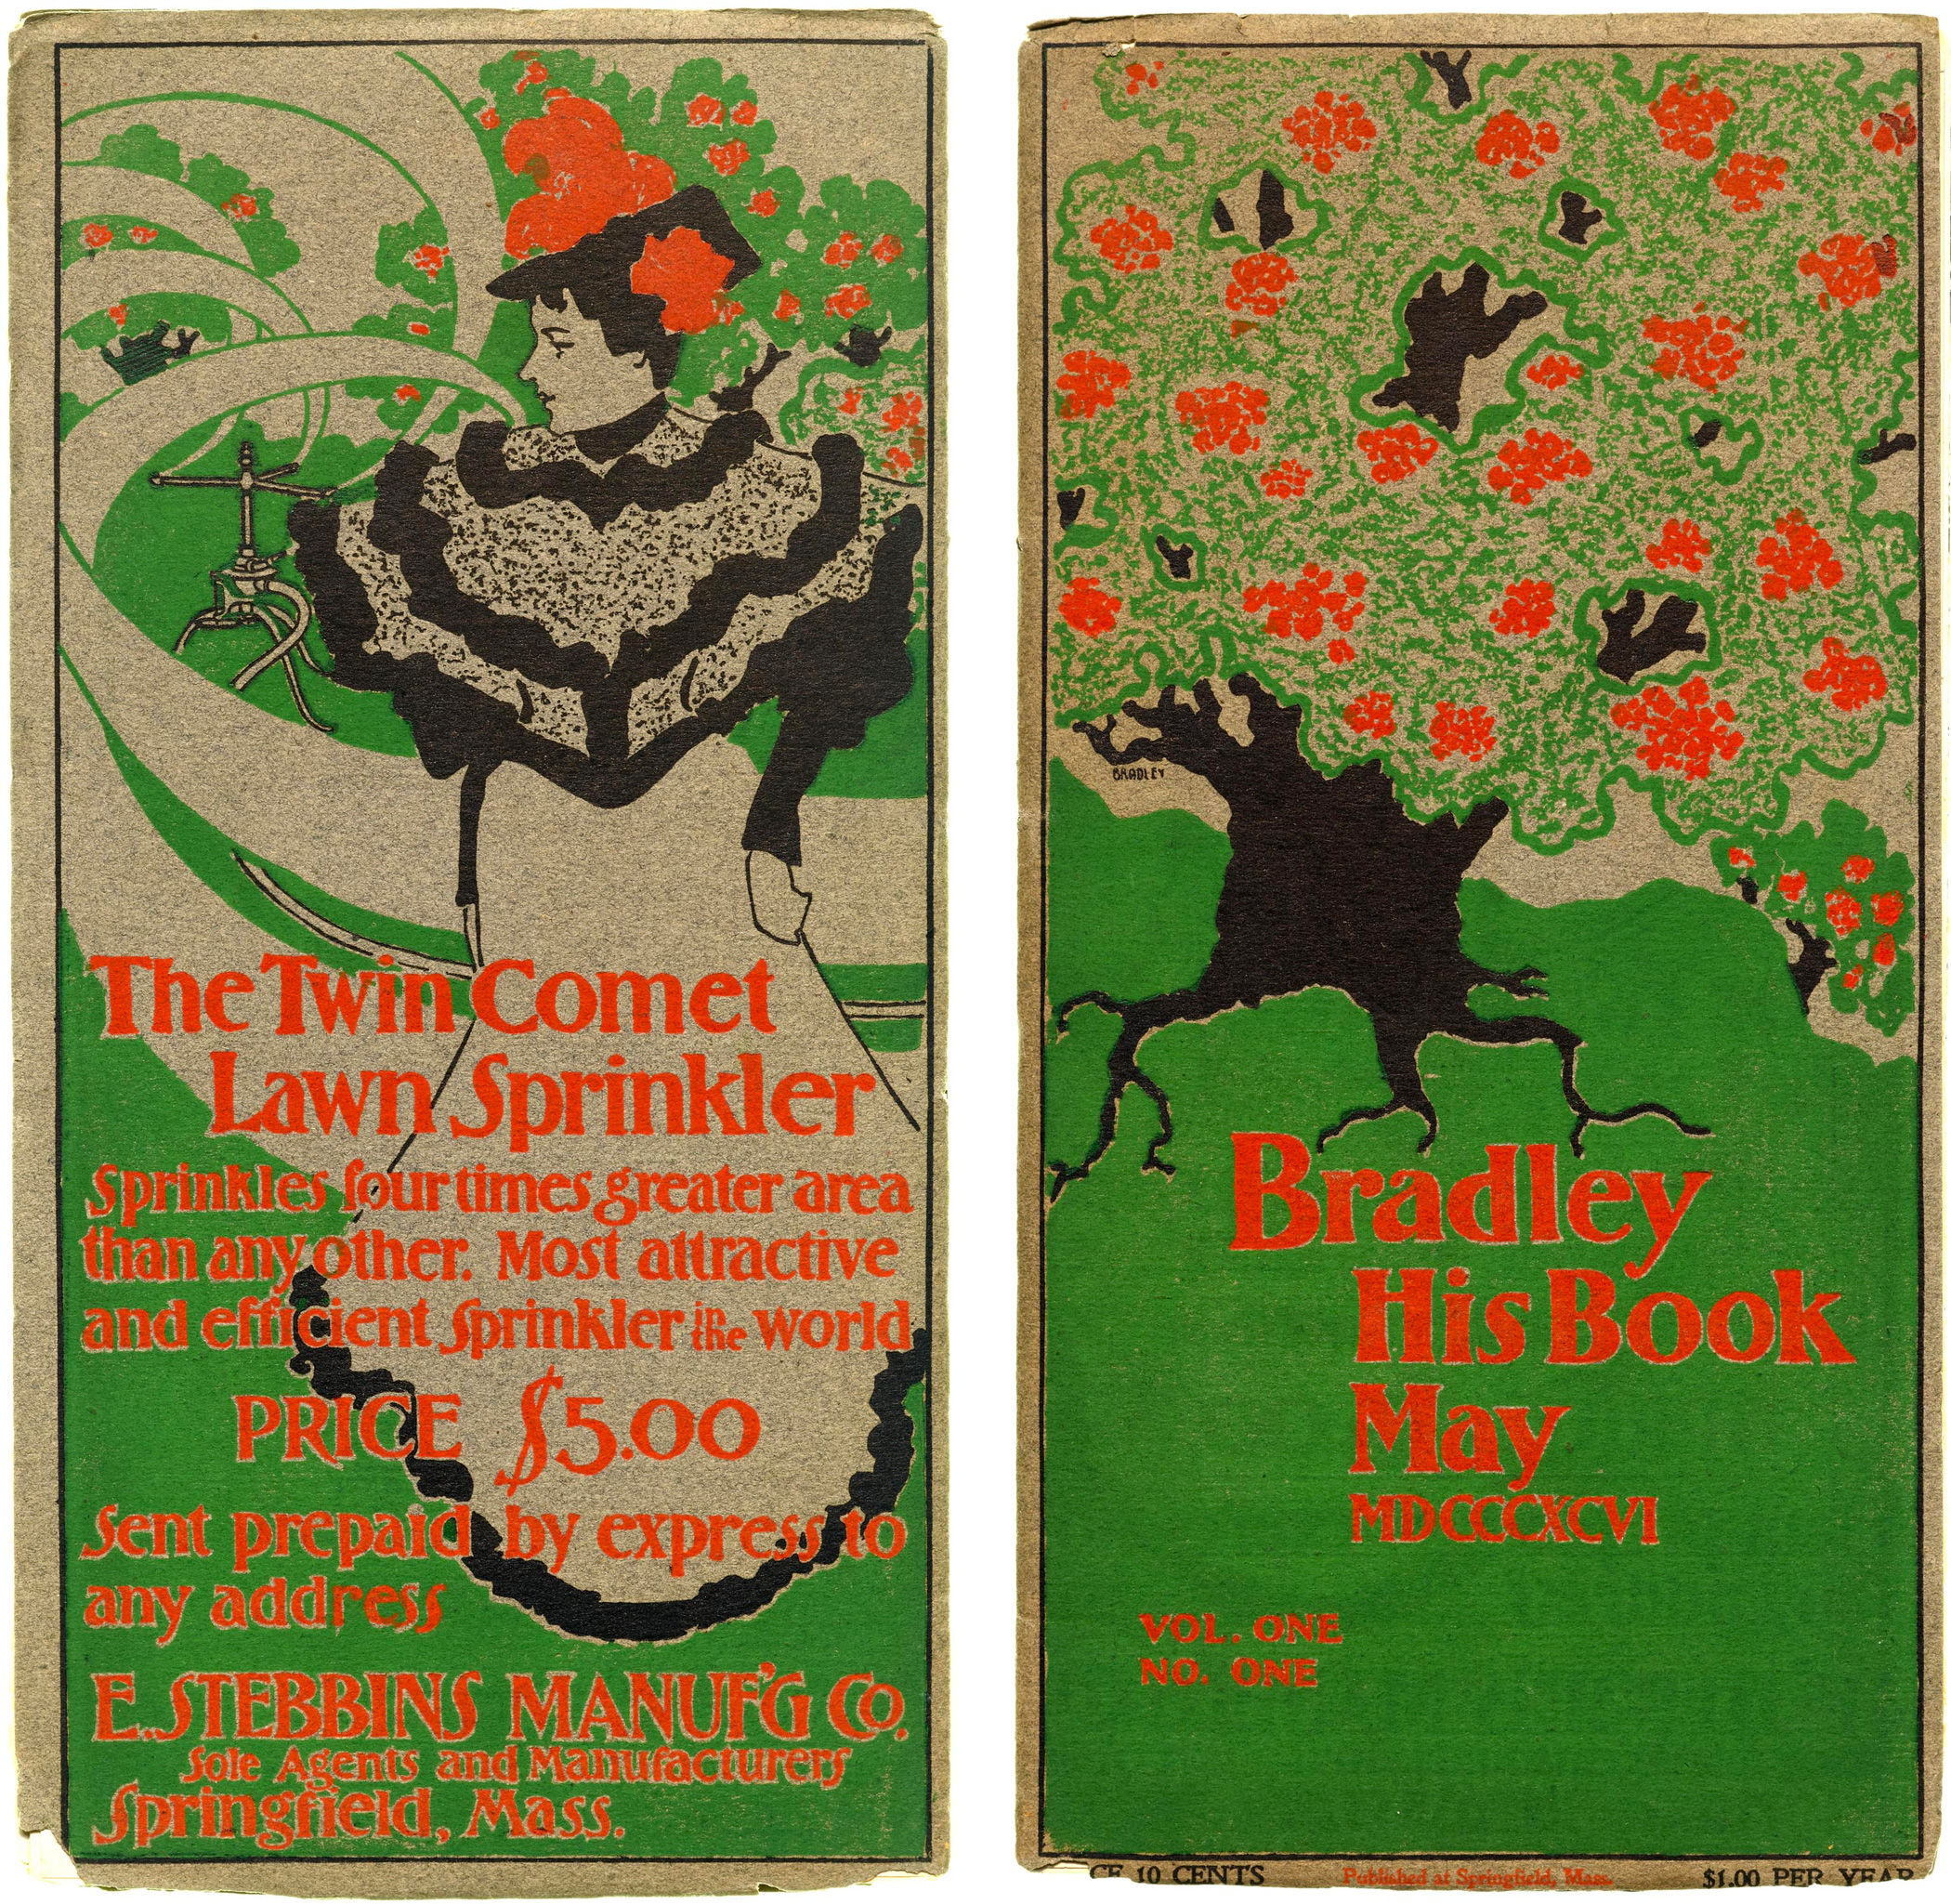 The Twin Comet
Lawn Sprinkler
Sprinkles four times greater area
than any other. Most attractive
and efficient Sprinkler in the world
PRICE $5.00
Sent prepaid by express to
any address
E. STEBBINS MANUF'G CO.
Sole Agents and Manufacturers
Springfield, Mass.
BRADLEY
Bradley
His Book
May
MDCCCXCVI
VOL. ONE
NO. ONE
CE 10 CENTS Published at Springfield, Mass. $1.00 PER YEAR